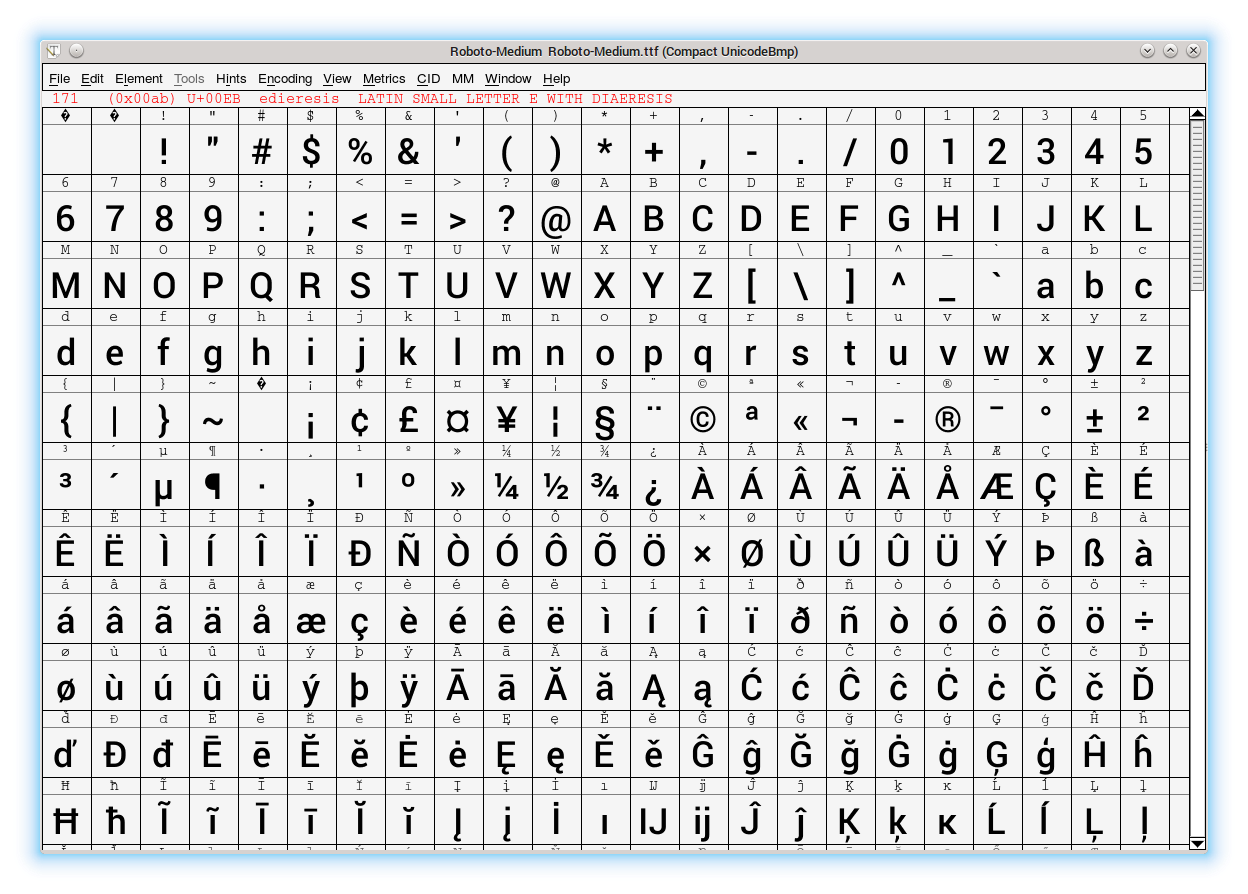 Roboto-Medium Roboto-Medium.ttf (Compact UnicodeBmp)
File Edit Element Tools Hints Encoding View Metrics CID MM Window Help
171 (0x00ab) U+00EB edieresis LATIN SMALL LETTER E WITH DIAERESIS
� � ! " # $ % & ' ( ) * + , - . / 0 1 2 3 4 5
! " # $ % & ' ( ) * + , - . / 0 1 2 3 4 5
6 7 8 9 : ; < = > ? @ A B C D E F G H I J K L
6 7 8 9 : ; < = > ? @ A B C D E F G H I J K L
M N O P Q R S T U V W X Y Z [ \ ] ^ _ ` a b c
M N O P Q R S T U V W X Y Z [ \ ] ^ _ ` a b c
d e f g h i j k l m n o p q r s t u v w x y z
d e f g h i j k l m n o p q r s t u v w x y z
{ | } ~ � ¡ ¢ £ ¤ ¥ ¦ § ¨ © ª « ¬ - ® ¯ ° ± ²
{ | } ~ ¡ ¢ £ ¤ ¥ ¦ § ¨ © ª « ¬ - ® ¯ ° ± ²
³ ´ µ ¶ · ¸ ¹ º » ¼ ½ ¾ ¿ À Á Â Ã Ä Å Æ Ç È É
³ ´ µ ¶ · ¸ ¹ º » ¼ ½ ¾ ¿ À Á Â Ã Ä Å Æ Ç È É
Ê Ë Ì Í Î Ï Ð Ñ Ò Ó Ô Õ Ö × Ø Ù Ú Û Ü Ý Þ ß à
Ê Ë Ì Í Î Ï Ð Ñ Ò Ó Ô Õ Ö × Ø Ù Ú Û Ü Ý Þ ß à
á â ã ä å æ ç è é ê ë ì í î ï ð ñ ò ó ô õ ö ÷
á â ã ä å æ ç è é ê ë ì í î ï ð ñ ò ó ô õ ö ÷
ø ù ú û ü ý þ ÿ Ā ā Ă ă Ą ą Ć ć Ĉ ĉ Ċ ċ Č č Ď
ø ù ú û ü ý þ ÿ Ā ā Ă ă Ą ą Ć ć Ĉ ĉ Ċ ċ Č č Ď
ď Đ đ Ē ē Ĕ ĕ Ė ė Ę ę Ě ě Ĝ ĝ Ğ ğ Ġ ġ Ģ ģ Ĥ ĥ
ď Đ đ Ē ē Ĕ ĕ Ė ė Ę ę Ě ě Ĝ ĝ Ğ ğ Ġ ġ Ģ ģ Ĥ ĥ
Ħ ħ Ĩ ĩ Ī ī Ĭ ĭ Į į İ ı Ĳ ĳ Ĵ ĵ Ķ ķ ĸ Ĺ ĺ Ļ ļ
Ħ ħ Ĩ ĩ Ī ī Ĭ ĭ Į į İ ı Ĳ ĳ Ĵ ĵ Ķ ķ ĸ Ĺ ĺ Ļ ļ